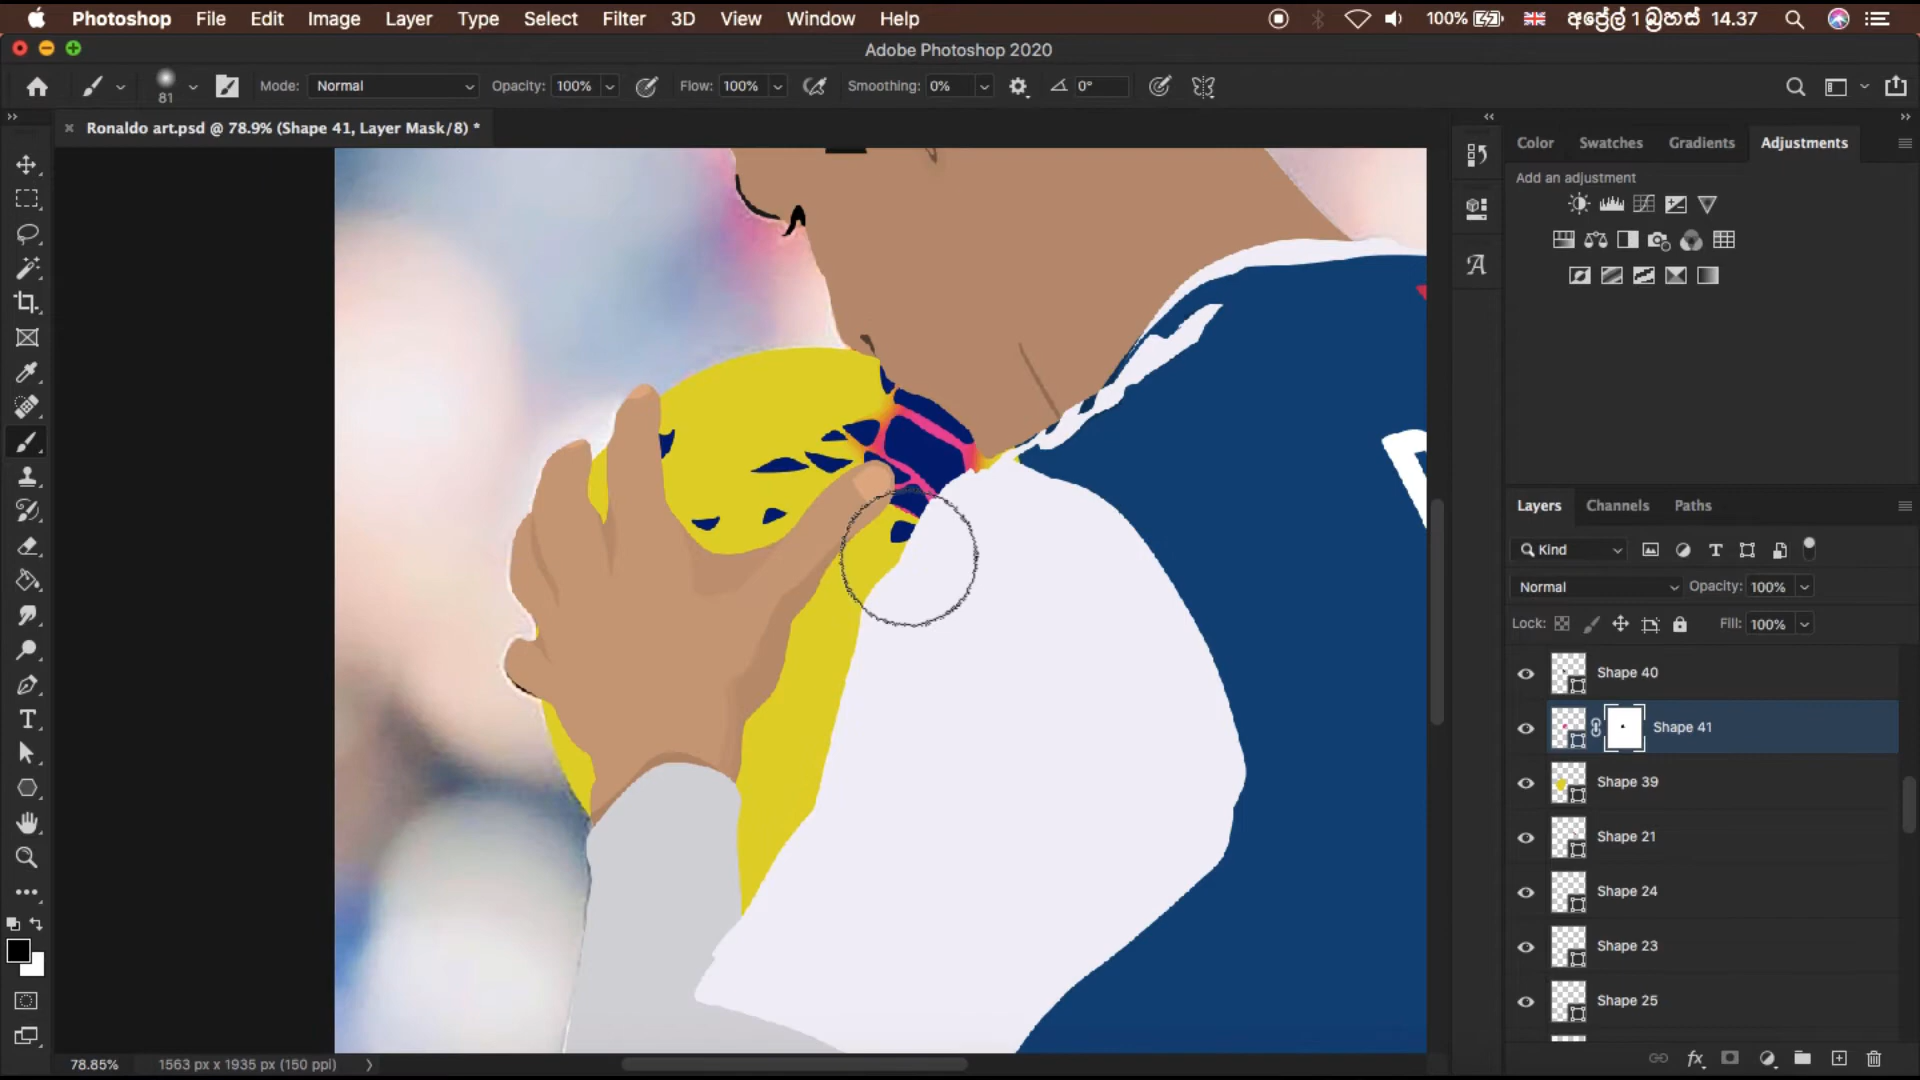 Photoshop File Edit Image Layer Type Select Filter 3D View Window Help 100% අප්‍රේල් 1 බ්‍රහස් 14.37
Adobe Photoshop 2020
81 Mode: Normal Opacity: 100% Flow: 100% Smoothing: 0% 0°
Ronaldo art.psd @ 78.9% (Shape 41, Layer Mask/8) *
Color Swatches Gradients Adjustments
Add an adjustment
Layers Channels Paths
Kind
Normal Opacity: 100%
Lock: Fill: 100%
Shape 40
Shape 41
Shape 39
Shape 21
Shape 24
Shape 23
Shape 25
78.85% 1563 px x 1935 px (150 ppi)